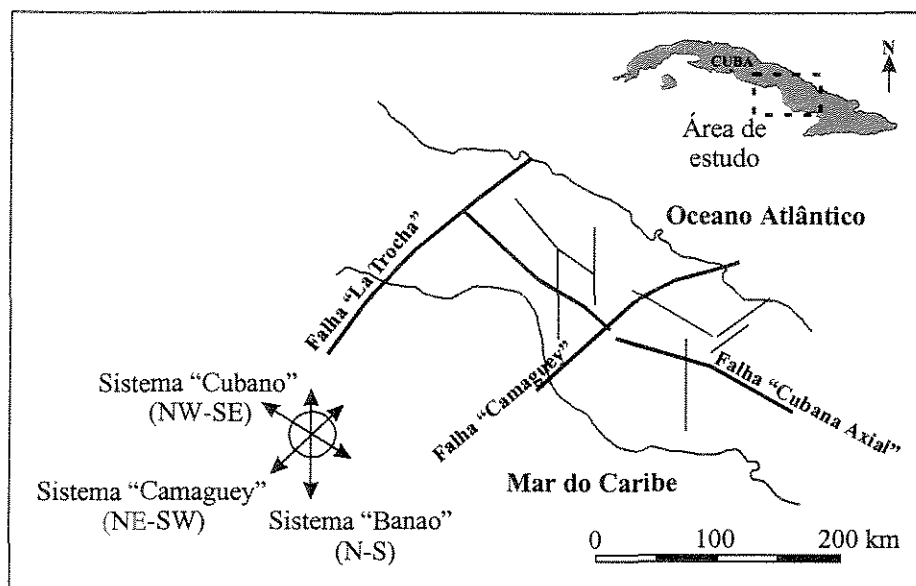 CUBA
N
Área de
estudo
Oceano Atlântico
Falha “La Trocha”
Falha “Camaguey”
Falha “Cubana Axial”
Sistema “Cubano”
(NW-SE)
Sistema “Camaguey”
(NE-SW)
Sistema “Banao”
(N-S)
Mar do Caribe
0 100 200 km